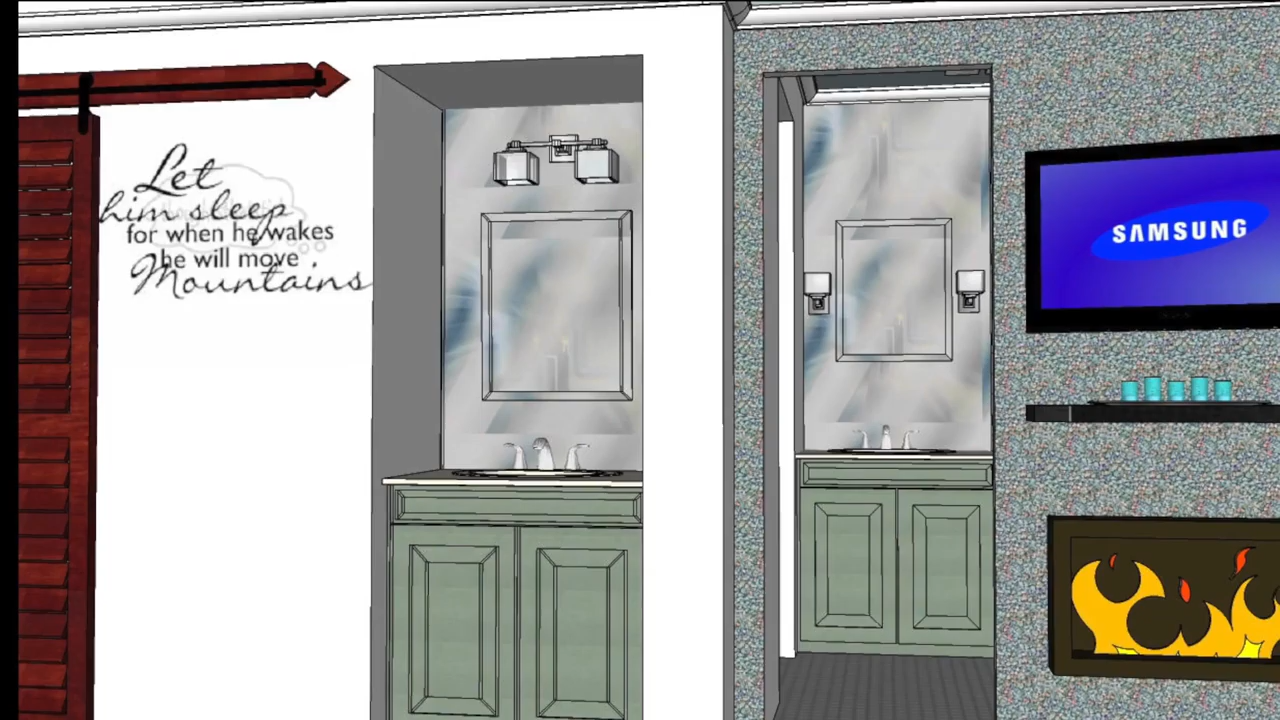 Let
him sleep
for when he wakes
he will move
Mountains
SAMSUNG